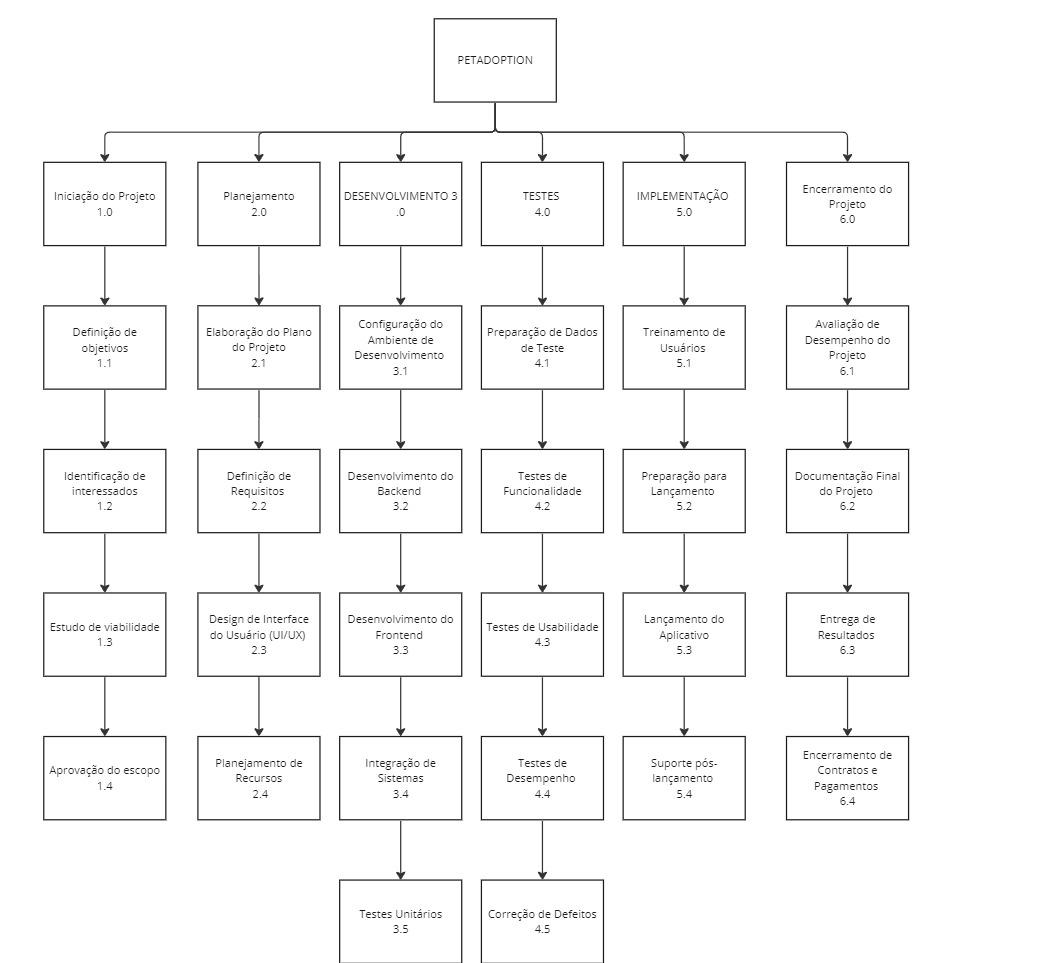 PETADOPTION
Iniciação do Projeto
1.0
Planejamento
2.0
DESENVOLVIMENTO 3
.0
TESTES
4.0
IMPLEMENTAÇÃO
5.0
Encerramento do
Projeto
6.0
Definição de
objetivos
1.1
Elaboração do Plano
do Projeto
2.1
Configuração do
Ambiente de
Desenvolvimento
3.1
Preparação de Dados
de Teste
4.1
Treinamento de
Usuários
5.1
Avaliação de
Desempenho do
Projeto
6.1
Identificação de
interessados
1.2
Definição de
Requisitos
2.2
Desenvolvimento do
Backend
3.2
Testes de
Funcionalidade
4.2
Preparação para
Lançamento
5.2
Documentação Final
do Projeto
6.2
Estudo de viabilidade
1.3
Design de Interface
do Usuário (UI/UX)
2.3
Desenvolvimento do
Frontend
3.3
Testes de Usabilidade
4.3
Lançamento do
Aplicativo
5.3
Entrega de
Resultados
6.3
Aprovação do escopo
1.4
Planejamento de
Recursos
2.4
Integração de
Sistemas
3.4
Testes de
Desempenho
4.4
Suporte pós-
lançamento
5.4
Encerramento de
Contratos e
Pagamentos
6.4
Testes Unitários
3.5
Correção de Defeitos
4.5